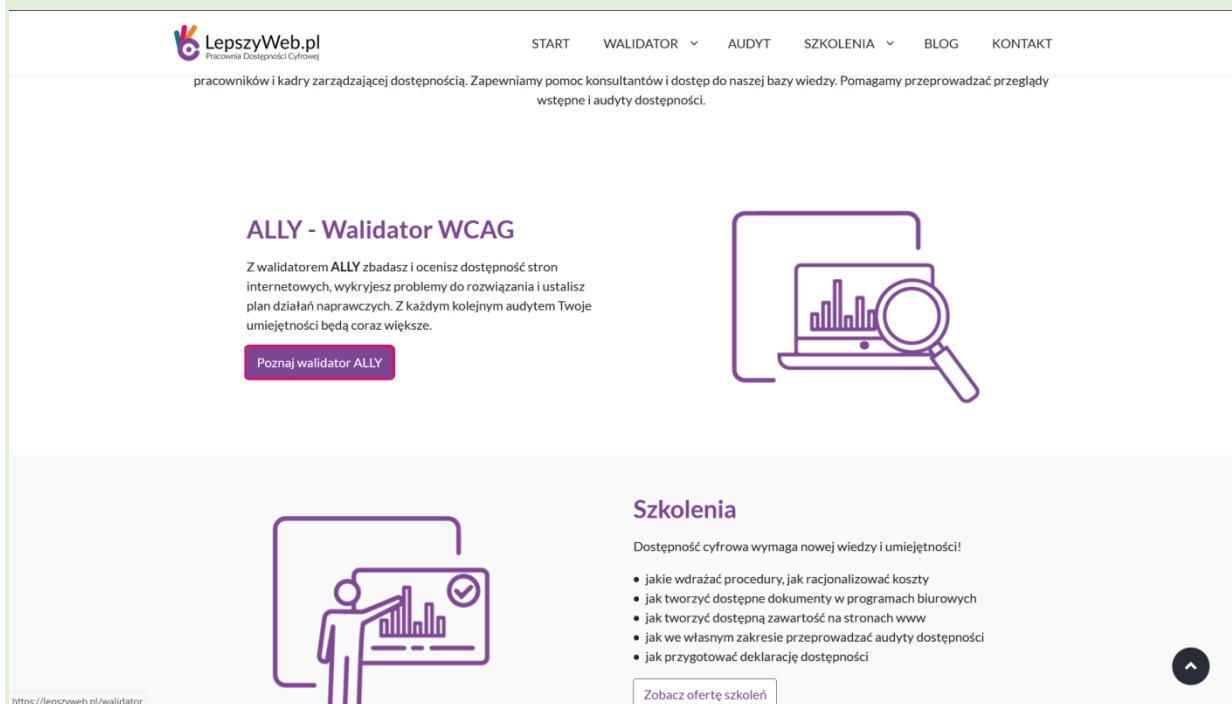 LepszyWeb.pl
Pracownia Dostępności Cyfrowej
START WALIDATOR AUDYT SZKOLENIA BLOG KONTAKT
pracowników i kadry zarządzającej dostępnością. Zapewniamy pomoc konsultantów i dostęp do naszej bazy wiedzy. Pomagamy przeprowadzać przeglądy
wstępne i audyty dostępności.
ALLY - Walidator WCAG
Z walidatorem ALLY zbadasz i ocenisz dostępność stron
internetowych, wykryjesz problemy do rozwiązania i ustalisz
plan działań naprawczych. Z każdym kolejnym audytem Twoje
umiejętności będą coraz większe.
Poznaj walidator ALLY
Szkolenia
Dostępność cyfrowa wymaga nowej wiedzy i umiejętności!
• jakie wdrażać procedury, jak racjonalizować koszty
• jak tworzyć dostępne dokumenty w programach biurowych
• jak tworzyć dostępną zawartość na stronach www
• jak we własnym zakresie przeprowadzać audyty dostępności
• jak przygotować deklarację dostępności
Zobacz ofertę szkoleń
https://lepszyweb.pl/walidator